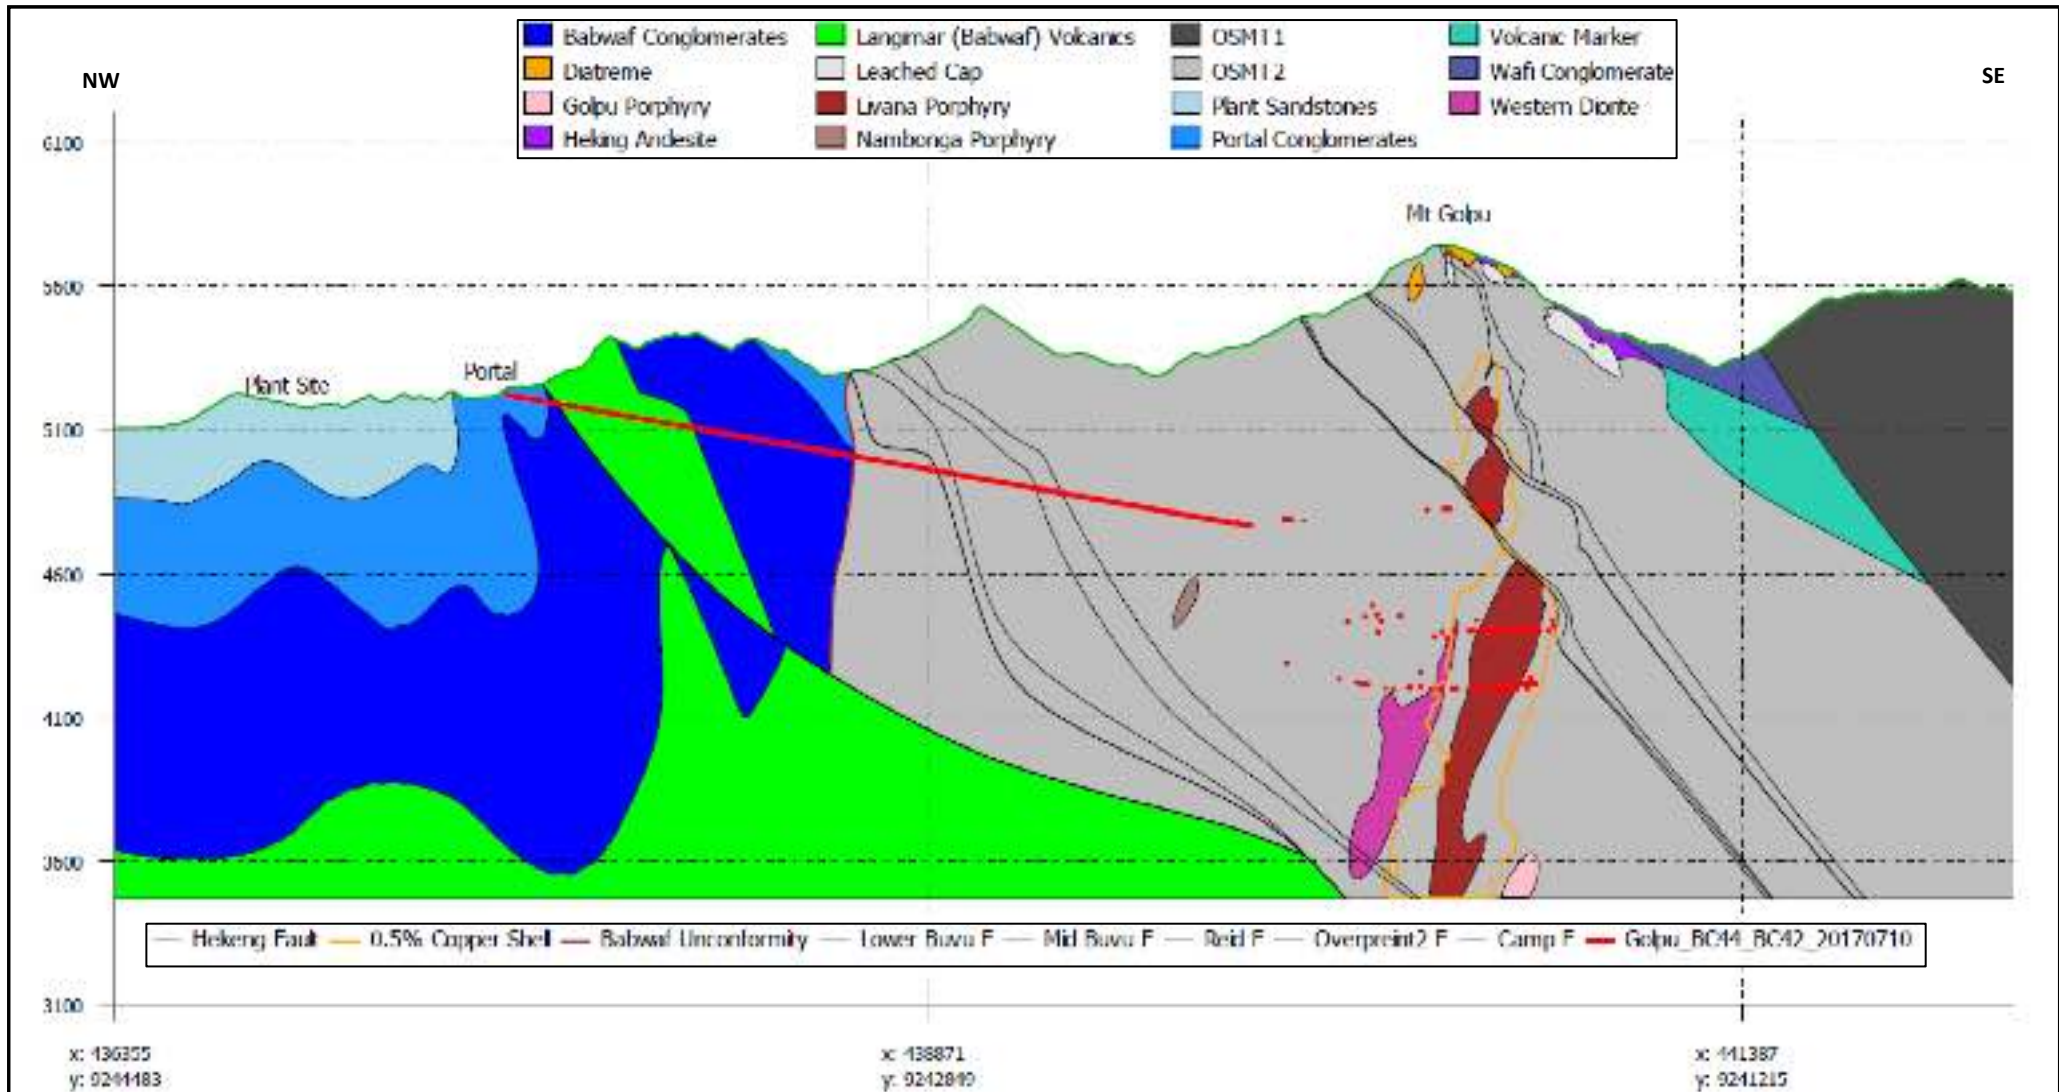 Babwaf Conglomerates Langimar (Babwaf) Volcanics OSMT1 Volcanic Marker
Diatreme Leached Cap OSMT2 Wafi Conglomerate
Golpu Porphyry Livana Porphyry Plant Sandstones Western Diorite
Heking Andesite Nambonga Porphyry Portal Conglomerates
NW SE
6100
Mt Golpu
5600
Portal
Plant Site
5100
4600
4100
3600
Hekeng Fault 0.5% Copper Shell Babwaf Unconformity Lower Buvu F Mid Buvu F Reid F Overpreint2 F Camp F Golpu_BC44_BC42_20170710
3100
x: 436355 x: 438871 x: 441387
y: 9244483 y: 9242849 y: 9241215